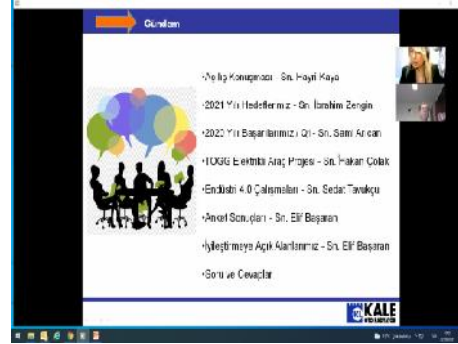 Gündem
•Açılış Konuşması - Sn. Hayri Kaya
•2021 Yılı Hedeflerimiz - Sn. İbrahim Zengin
•2020 Yılı Başarılarımız / - Sn. Sami Arıcan
•TOGG Elektrikli Araç Projesi - Sn. Hakan Çolak
•Endüstri 4.0 Çalışmaları - Sn. Sedat Tavukçu
•Anket Sonuçları - Sn. Elif Başaran
•İyileştirmeye Açık Alanlarımız - Sn. Elif Başaran
•Soru ve Cevaplar
KALE